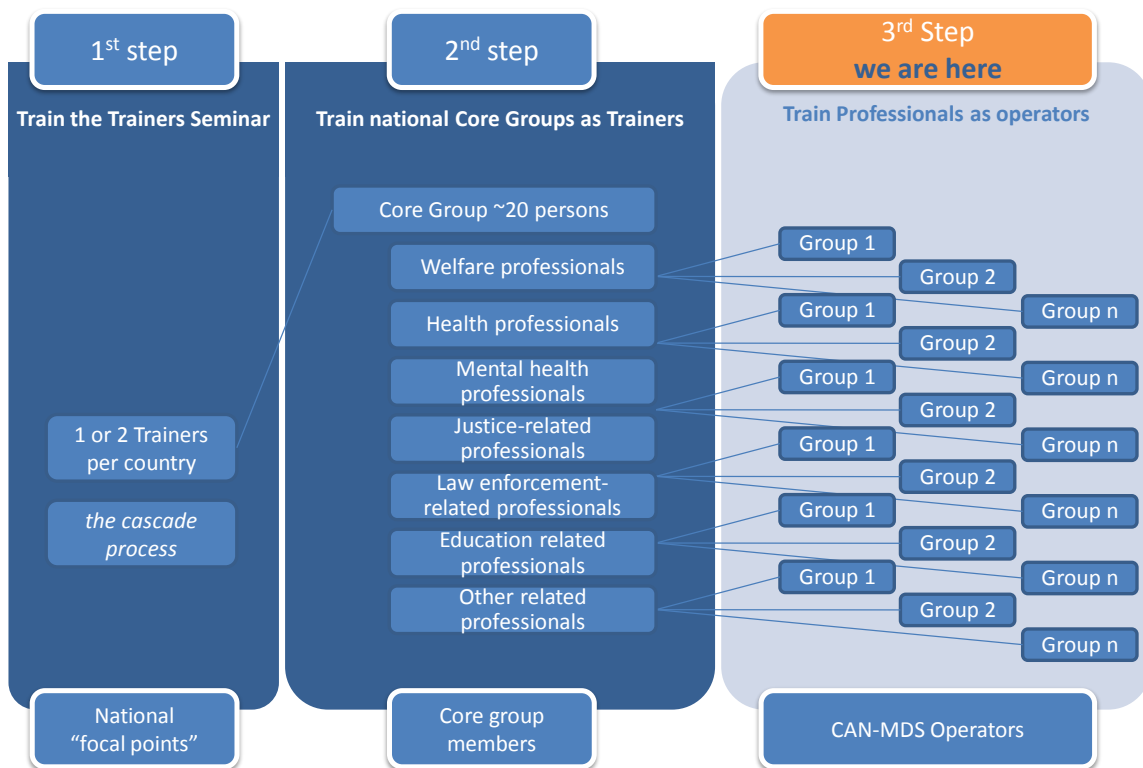 1st step
Train the Trainers Seminar
1 or 2 Trainers
per country
the cascade
process
National
“focal points”
2nd step
Train national Core Groups as Trainers
Core Group ~20 persons
Welfare professionals
Health professionals
Mental health
professionals
Justice-related
professionals
Law enforcement-
related professionals
Education related
professionals
Other related
professionals
Core group
members
3rd Step
we are here
Train Professionals as operators
Group 1
Group 2
Group n
Group 1
Group 2
Group n
Group 1
Group 2
Group n
Group 1
Group 2
Group n
Group 1
Group 2
Group n
Group 1
Group 2
Group n
CAN-MDS Operators